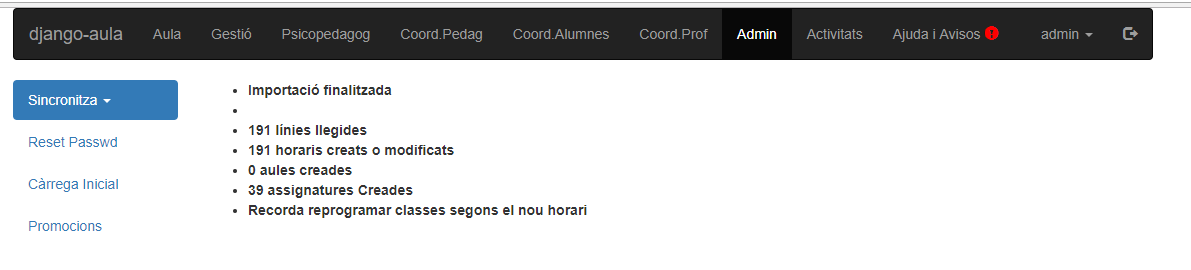 django-aula Aula Gestió Psicopedagog Coord.Pedag Coord.Alumnes Coord.Prof Admin Activitats Ajuda i Avisos admin
Sincronitza
Reset Passwd
Càrrega Inicial
Promocions
Importació finalitzada
191 línies llegides
191 horaris creats o modificats
0 aules creades
39 assignatures Creades
Recorda reprogramar classes segons el nou horari